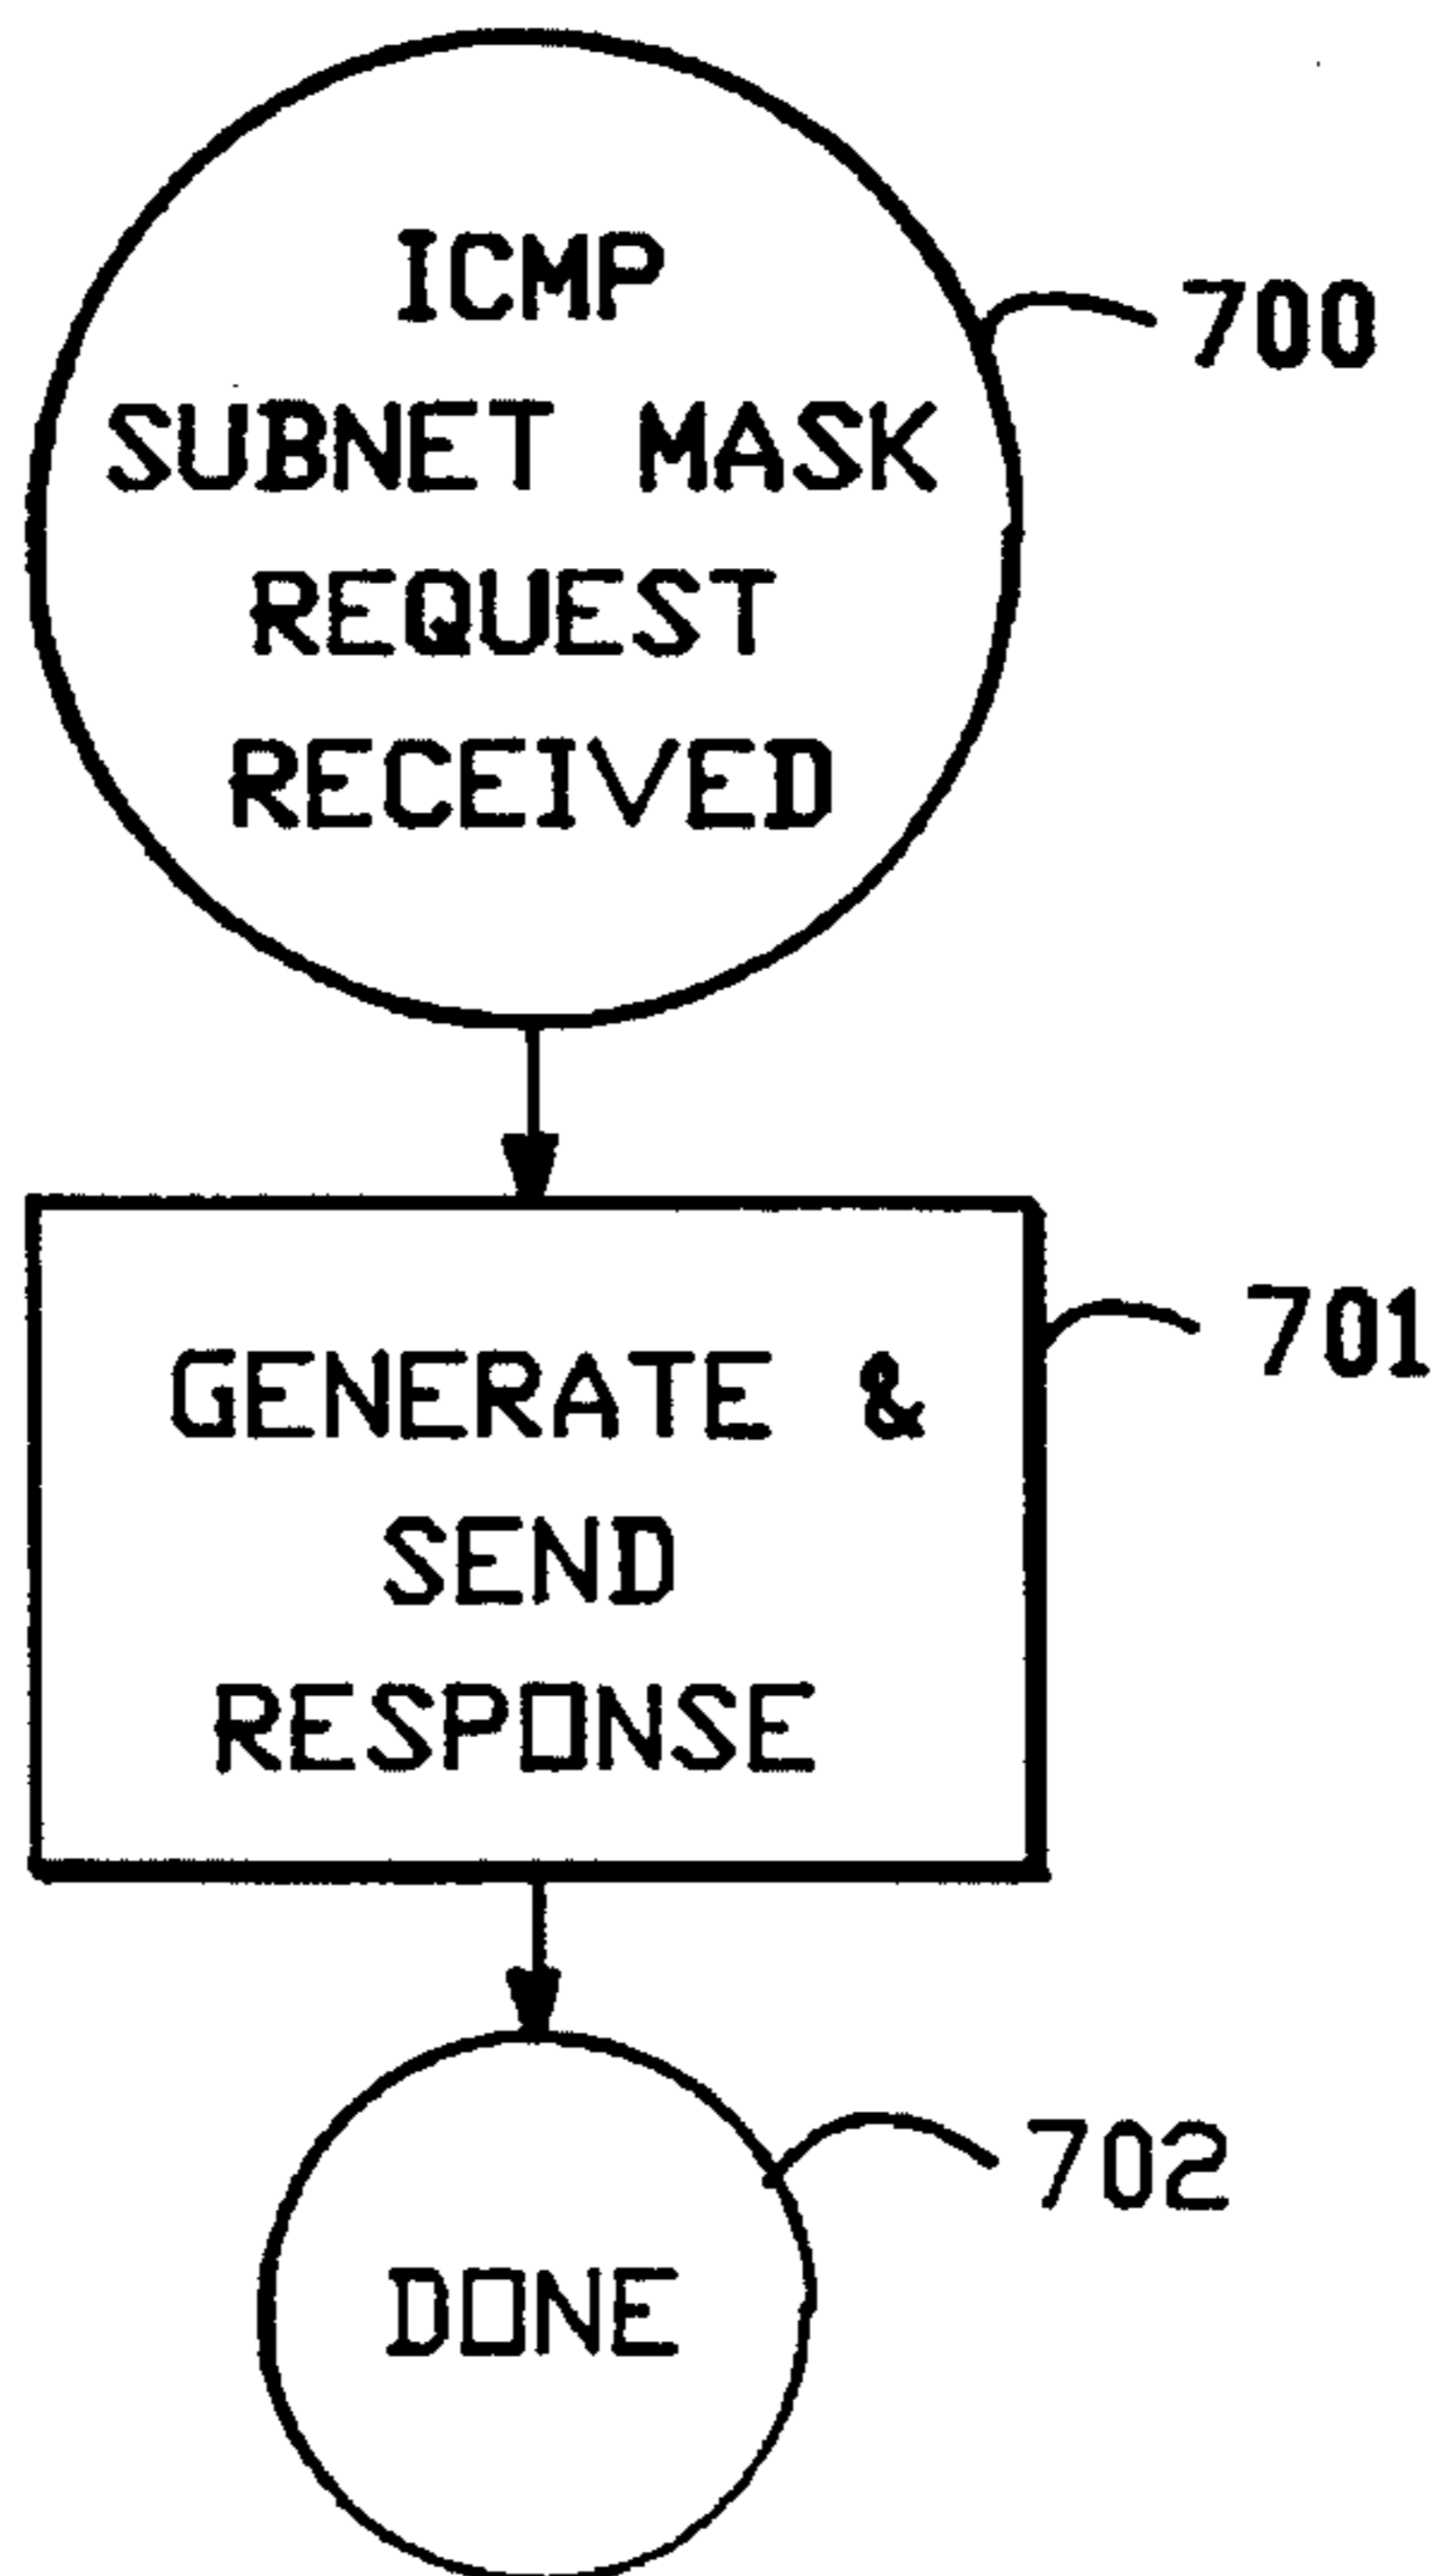 ICMP
SUBNET MASK
REQUEST
RECEIVED
700
GENERATE &
SEND
RESPONSE
701
DONE
702